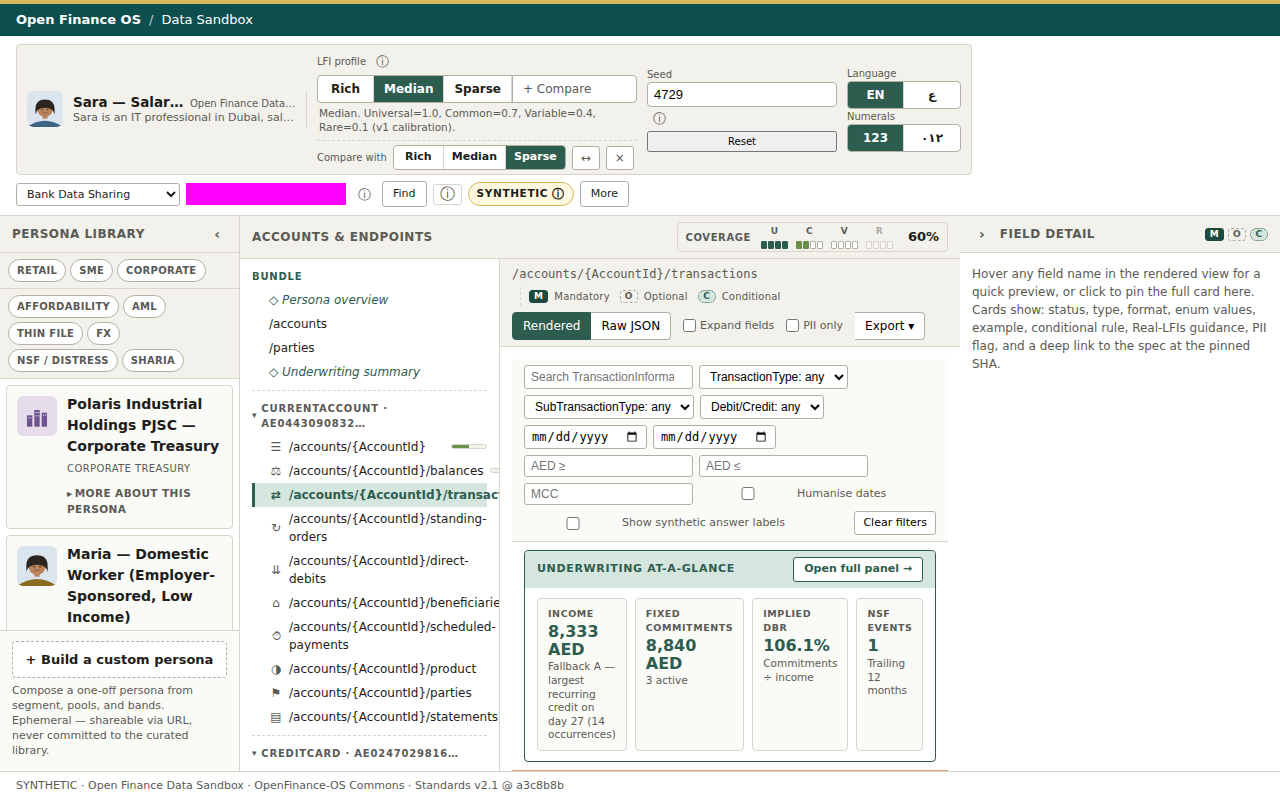 Open Finance OS / Data Sandbox
Sara — Salar… Open Finance Data…
Sara is an IT professional in Dubai, sal…
LFI profile ⓘ
Rich Median Sparse + Compare
Median. Universal=1.0, Common=0.7, Variable=0.4,
Rare=0.1 (v1 calibration).
Compare with Rich Median Sparse ↔ ×
Seed
4729
ⓘ
Reset
Language
EN ع
Numerals
123 ٠١٢
Bank Data Sharing ⓘ Find ⓘ SYNTHETIC ⓘ More
PERSONA LIBRARY ‹
RETAIL SME CORPORATE
AFFORDABILITY AML
THIN FILE FX
NSF / DISTRESS SHARIA
Polaris Industrial
Holdings PJSC —
Corporate Treasury
CORPORATE TREASURY
▸ MORE ABOUT THIS
PERSONA
Maria — Domestic
Worker (Employer-
Sponsored, Low
Income)
+ Build a custom persona
Compose a one-off persona from
segment, pools, and bands.
Ephemeral — shareable via URL,
never committed to the curated
library.
ACCOUNTS & ENDPOINTS
COVERAGE U C V R 60%
BUNDLE
◇ Persona overview
/accounts
/parties
◇ Underwriting summary
▾ CURRENTACCOUNT ·
AE0443090832…
/accounts/{AccountId}
/accounts/{AccountId}/balances
/accounts/{AccountId}/transact
/accounts/{AccountId}/standing-
orders
/accounts/{AccountId}/direct-
debits
/accounts/{AccountId}/beneficiarie
/accounts/{AccountId}/scheduled-
payments
/accounts/{AccountId}/product
/accounts/{AccountId}/parties
/accounts/{AccountId}/statements
▾ CREDITCARD · AE0247029816…
/accounts/{AccountId}/transactions
M Mandatory O Optional C Conditional
Rendered Raw JSON Expand fields PII only Export ▾
Search TransactionInforma TransactionType: any
SubTransactionType: any Debit/Credit: any
mm/dd/yyyy mm/dd/yyyy
AED ≥ AED ≤
MCC Humanise dates
Show synthetic answer labels Clear filters
UNDERWRITING AT-A-GLANCE Open full panel →
INCOME
8,333
AED
Fallback A —
largest
recurring
credit on
day 27 (14
occurrences)
FIXED
COMMITMENTS
8,840
AED
3 active
IMPLIED
DBR
106.1%
Commitments
÷ income
NSF
EVENTS
1
Trailing
12
months
› FIELD DETAIL M O C
Hover any field name in the rendered view for a
quick preview, or click to pin the full card here.
Cards show: status, type, format, enum values,
example, conditional rule, Real-LFIs guidance, PII
flag, and a deep link to the spec at the pinned
SHA.
SYNTHETIC · Open Finance Data Sandbox · OpenFinance-OS Commons · Standards v2.1 @ a3c8b8b